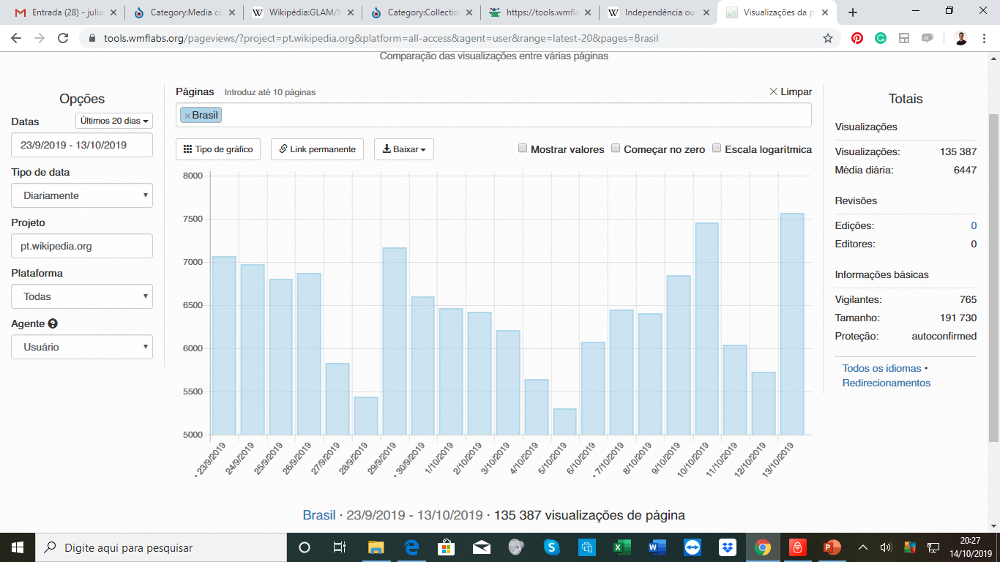 Entrada (28) - julia
Category:Media co
Wikipédia:GLAM/
Category:Collectio
https://tools.wmfla
Independência ou
Visualizações da p
tools.wmflabs.org/pageviews/?project=pt.wikipedia.org&platform=all-access&agent=user&range=latest-20&pages=Brasil
Comparação das visualizações entre várias páginas
Opções
Datas
Últimos 20 dias
23/9/2019 - 13/10/2019
Tipo de data
Diariamente
Projeto
pt.wikipedia.org
Plataforma
Todas
Agente
Usuário
Páginas Introduz até 10 páginas
Limpar
× Brasil
Tipo de gráfico
Link permanente
Baixar
Mostrar valores
Começar no zero
Escala logarítmica
8000
7500
7000
6500
6000
5500
5000
• 23/9/2019
24/9/2019
25/9/2019
26/9/2019
27/9/2019
28/9/2019
29/9/2019
• 30/9/2019
1/10/2019
2/10/2019
3/10/2019
4/10/2019
5/10/2019
6/10/2019
• 7/10/2019
8/10/2019
9/10/2019
10/10/2019
11/10/2019
12/10/2019
13/10/2019
Brasil · 23/9/2019 - 13/10/2019 · 135 387 visualizações de página
Totais
Visualizações
Visualizações: 135 387
Média diária: 6447
Revisões
Edições: 0
Editores: 0
Informações básicas
Vigilantes: 765
Tamanho: 191 730
Proteção: autoconfirmed
Todos os idiomas •
Redirecionamentos
Digite aqui para pesquisar
20:27
14/10/2019